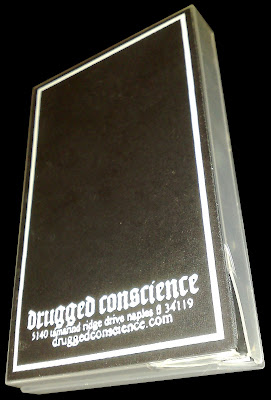 drugged conscience
5140 tamarind ridge drive naples fl 34119
druggedconscience.com